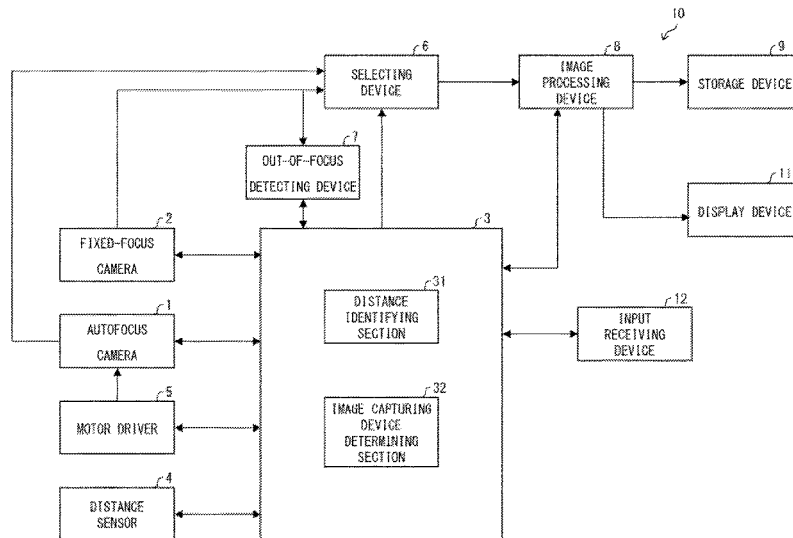 10
6
SELECTING
DEVICE
8
IMAGE
PROCESSING
DEVICE
9
STORAGE DEVICE
7
OUT-OF-FOCUS
DETECTING DEVICE
11
DISPLAY DEVICE
2
FIXED-FOCUS
CAMERA
3
31
DISTANCE
IDENTIFYING
SECTION
12
INPUT
RECEIVING
DEVICE
1
AUTOFOCUS
CAMERA
5
MOTOR DRIVER
32
IMAGE CAPTURING
DEVICE
DETERMINING
SECTION
4
DISTANCE
SENSOR